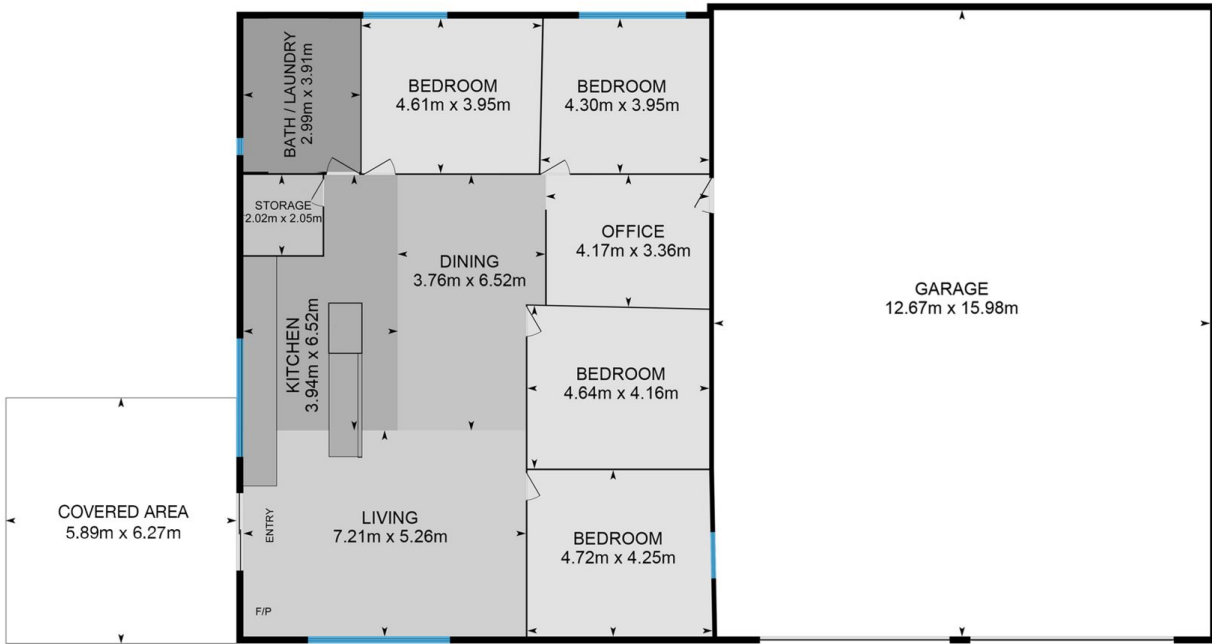 BATH / LAUNDRY
2.99m x 3.91m
BEDROOM
4.61m x 3.95m
BEDROOM
4.30m x 3.95m
STORAGE
2.02m x 2.05m
DINING
3.76m x 6.52m
OFFICE
4.17m x 3.36m
GARAGE
12.67m x 15.98m
KITCHEN
3.94m x 6.52m
BEDROOM
4.64m x 4.16m
COVERED AREA
5.89m x 6.27m
ENTRY
LIVING
7.21m x 5.26m
BEDROOM
4.72m x 4.25m
F/P